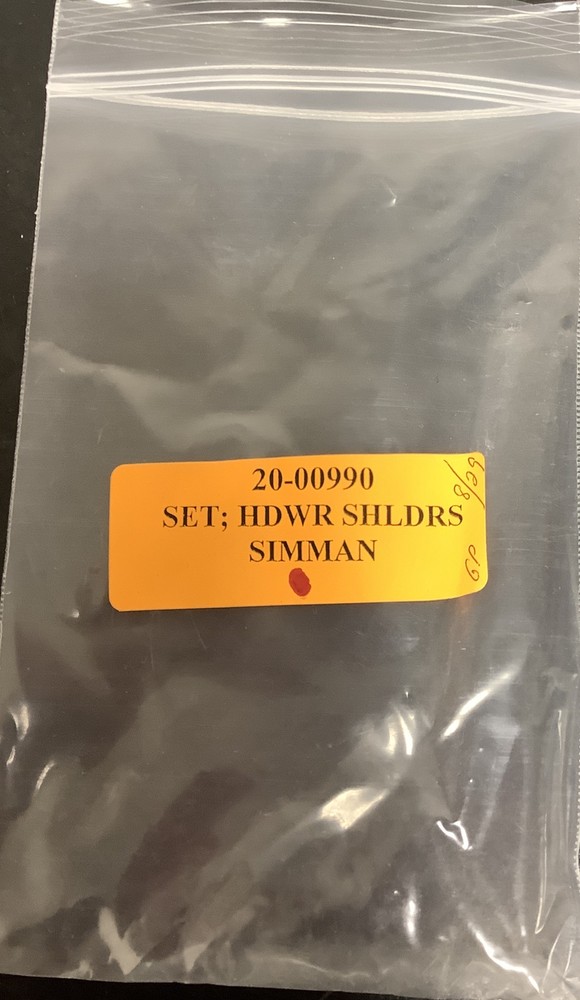 20-00990
SET; HDWR SHLDRS
SIMMAN
GP 8/29